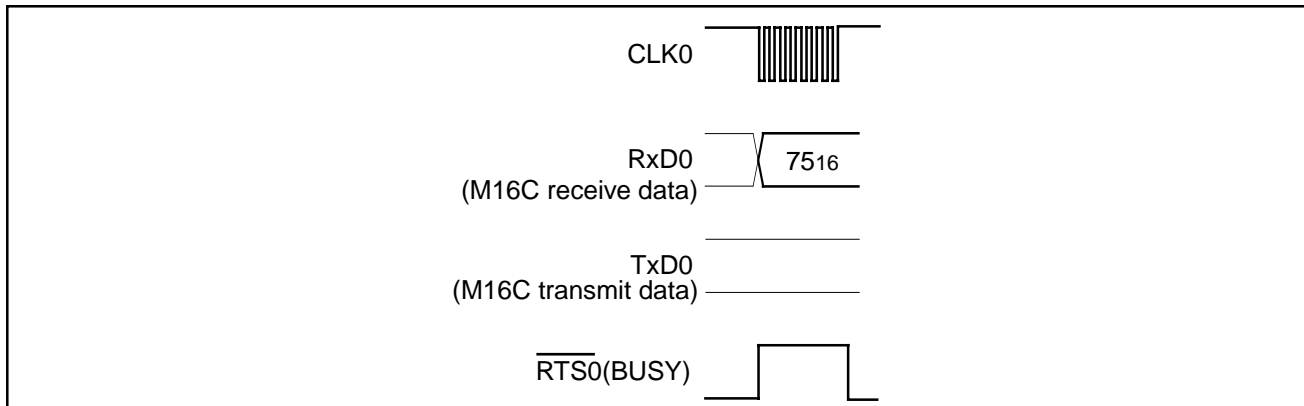 CLK0
RxD0
(M16C receive data)
7516
TxD0
(M16C transmit data)
RTS0(BUSY)